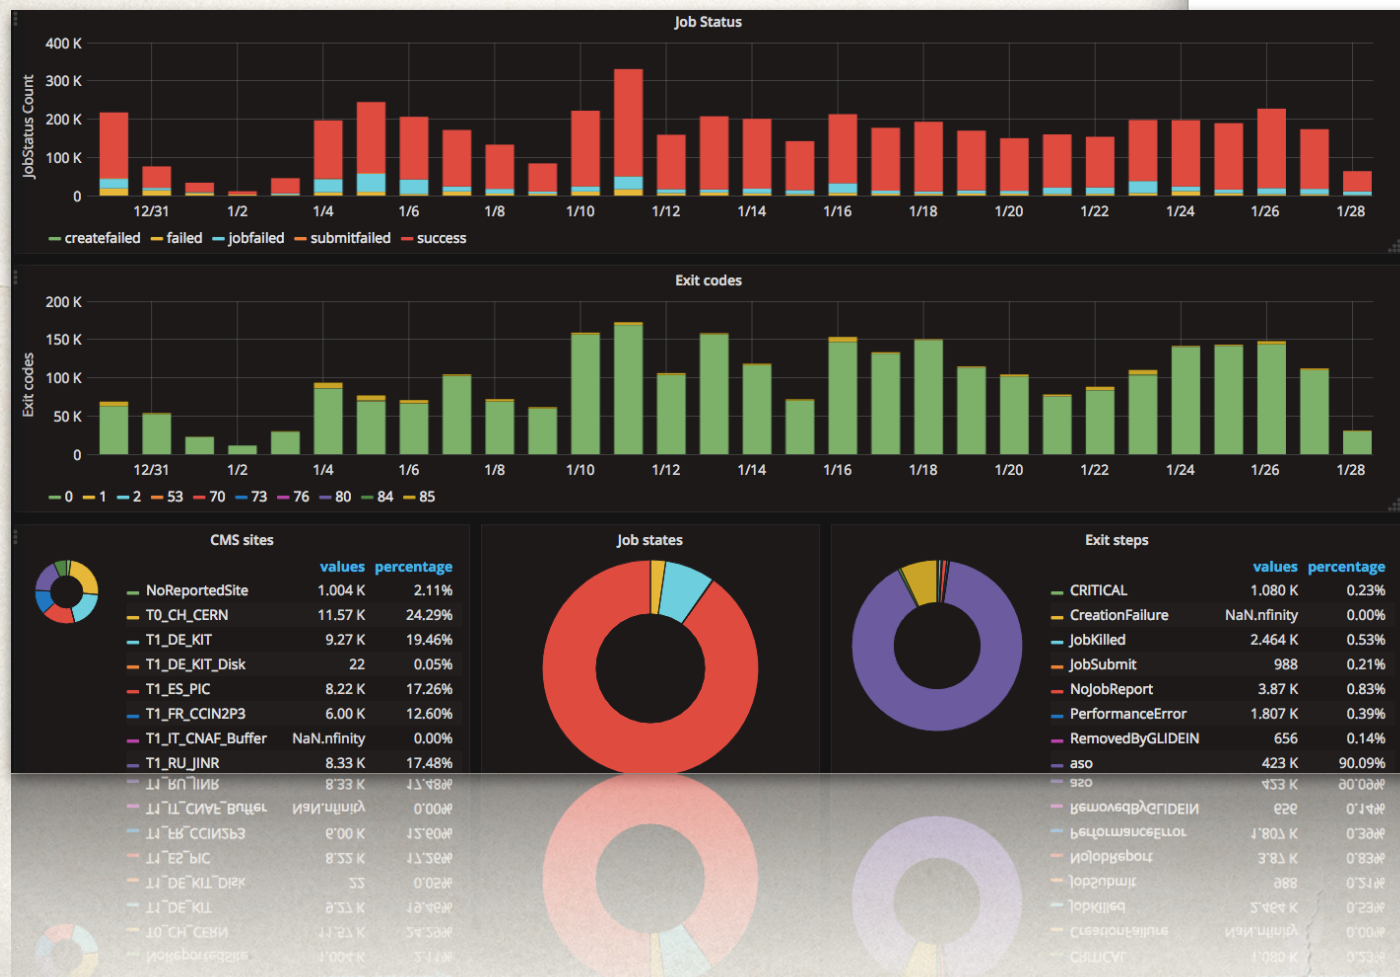 Job Status
JobStatus Count
400 K
300 K
200 K
100 K
0
12/31 1/2 1/4 1/6 1/8 1/10 1/12 1/14 1/16 1/18 1/20 1/22 1/24 1/26 1/28
createfailed failed jobfailed submitfailed success
Exit codes
Exit codes
200 K
150 K
100 K
50 K
0
12/31 1/2 1/4 1/6 1/8 1/10 1/12 1/14 1/16 1/18 1/20 1/22 1/24 1/26 1/28
0 1 2 53 70 73 76 80 84 85
CMS sites
values percentage
NoReportedSite 1.004 K 2.11%
T0_CH_CERN 11.57 K 24.29%
T1_DE_KIT 9.27 K 19.46%
T1_DE_KIT_Disk 22 0.05%
T1_ES_PIC 8.22 K 17.26%
T1_FR_CCIN2P3 6.00 K 12.60%
T1_IT_CNAF_Buffer NaN.nfinity 0.00%
T1_RU_JINR 8.33 K 17.48%
Job states
Exit steps
values percentage
CRITICAL 1.080 K 0.23%
CreationFailure NaN.nfinity 0.00%
JobKilled 2.464 K 0.53%
JobSubmit 988 0.21%
NoJobReport 3.87 K 0.83%
PerformanceError 1.807 K 0.39%
RemovedByGLIDEIN 656 0.14%
aso 423 K 90.09%